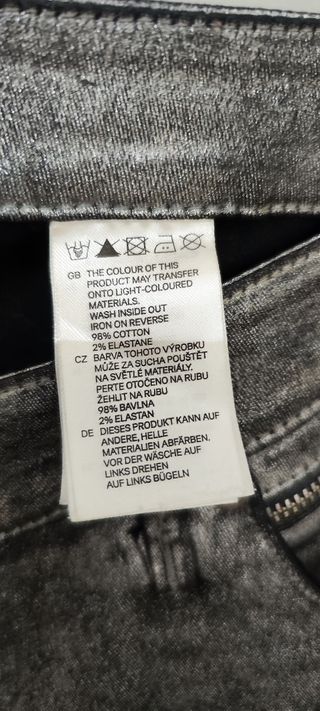 GB THE COLOUR OF THIS
PRODUCT MAY TRANSFER
ONTO LIGHT-COLOURED
MATERIALS.
WASH INSIDE OUT
IRON ON REVERSE
98% COTTON
2% ELASTANE
CZ BARVA TOHOTO VÝROBKU
MŮŽE ZA SUCHA POUŠTĚT
NA SVĚTLÉ MATERIÁLY.
PERTE OTOČENO NA RUBU
ŽEHLIT NA RUBU
98% BAVLNA
2% ELASTAN
DE DIESES PRODUKT KANN AUF
ANDERE, HELLE
MATERIALIEN ABFÄRBEN.
VOR DER WÄSCHE AUF
LINKS DREHEN
AUF LINKS BÜGELN